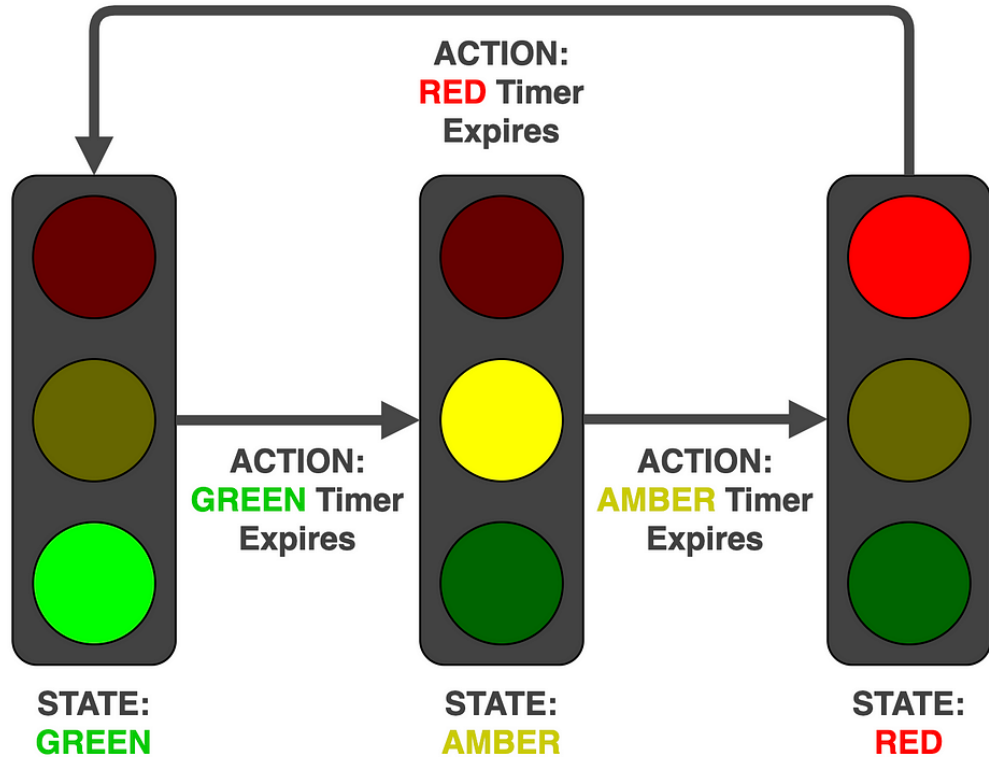 ACTION:
RED Timer
Expires
ACTION:
GREEN Timer
Expires
ACTION:
AMBER Timer
Expires
STATE:
GREEN
STATE:
AMBER
STATE:
RED